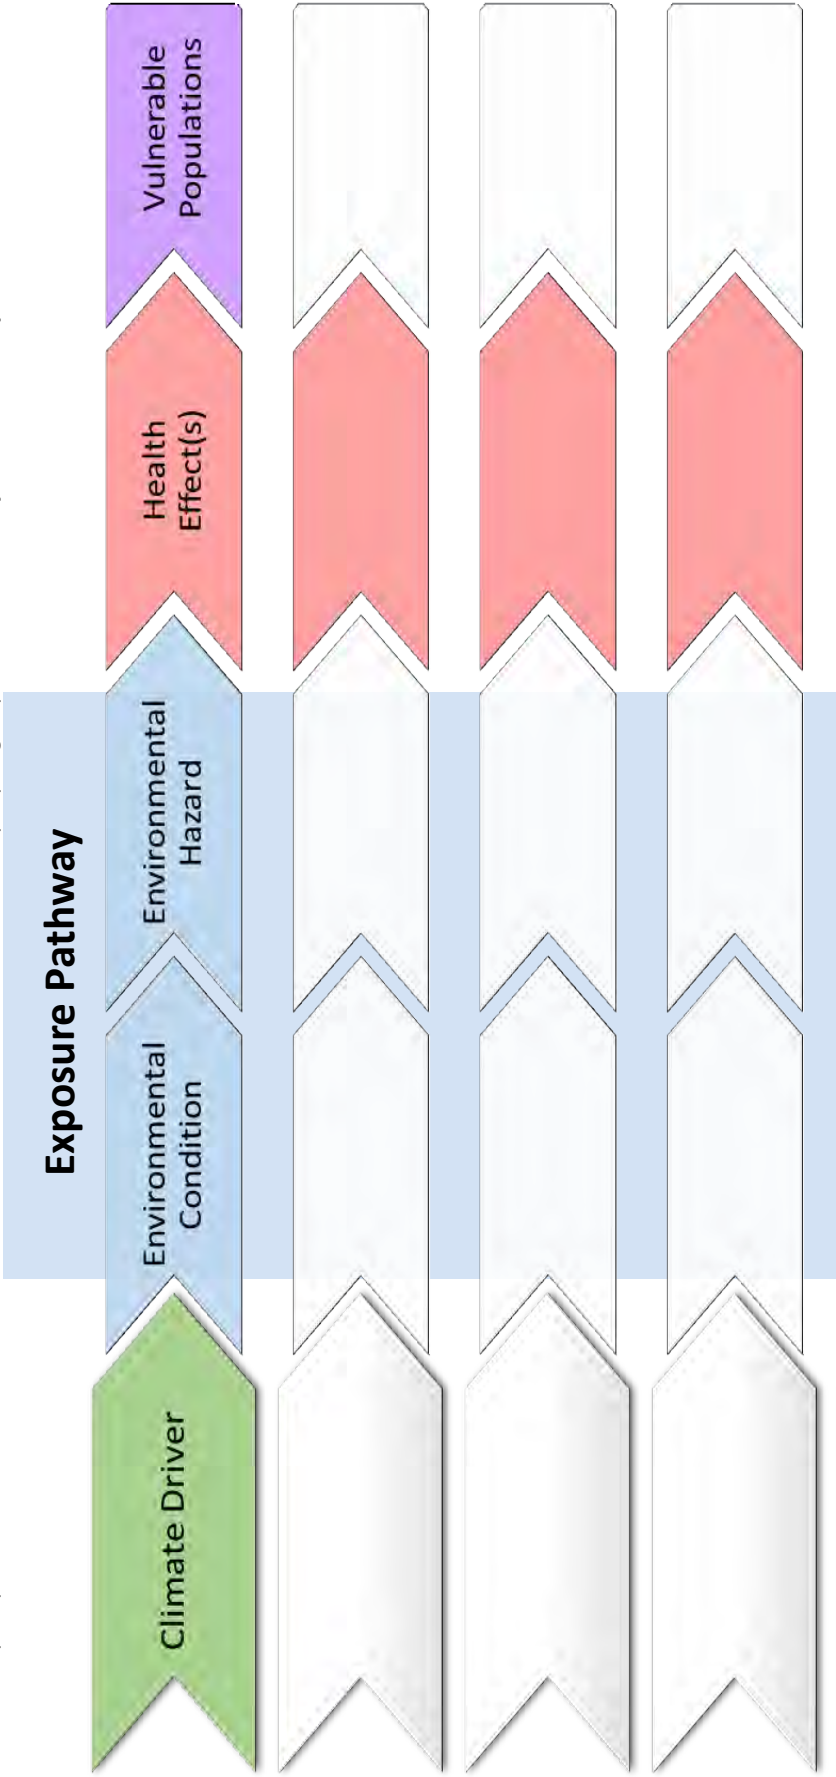 Exposure Pathway
Climate Driver
Environmental
Condition
Environmental
Hazard
Health
Effect(s)
Vulnerable
Populations